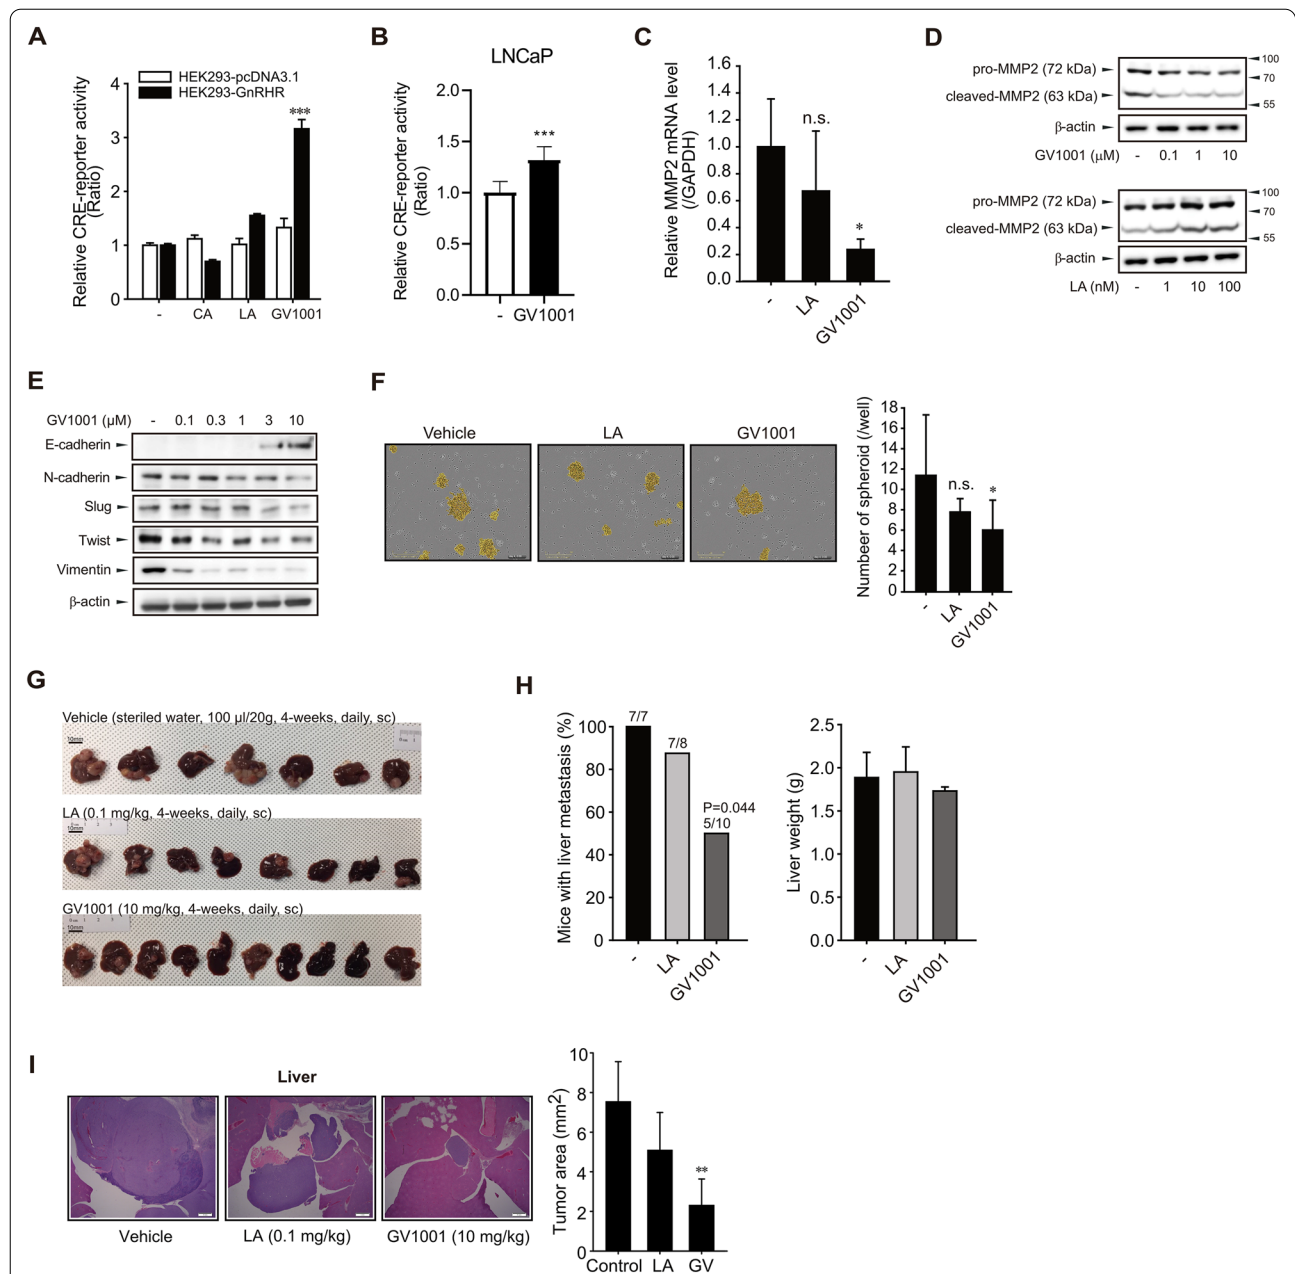 A
HEK293-pcDNA3.1
HEK293-GnRHR
Relative CRE-reporter activity
(Ratio)
4
3
2
1
0
***
-
CA
LA
GV1001
B
LNCaP
Relative CRE-reporter activity
(Ratio)
2.0
1.5
1.0
0.5
0.0
***
-
GV1001
C
Relative MMP2 mRNA level
(/GAPDH)
1.6
1.4
1.2
1.0
0.8
0.6
0.4
0.2
0.0
n.s.
*
-
LA
GV1001
D
pro-MMP2 (72 kDa)
cleaved-MMP2 (63 kDa)
β-actin
100
70
55
GV1001 (μM) - 0.1 1 10
pro-MMP2 (72 kDa)
cleaved-MMP2 (63 kDa)
β-actin
100
70
55
LA (nM) - 1 10 100
E
GV1001 (μM) - 0.1 0.3 1 3 10
E-cadherin
N-cadherin
Slug
Twist
Vimentin
β-actin
F
Vehicle
LA
GV1001
Numbeer of spheroid (/well)
18
16
14
12
10
8
6
4
2
0
n.s.
*
-
LA
GV1001
G
Vehicle (steriled water, 100 μl/20g, 4-weeks, daily, sc)
10mm
LA (0.1 mg/kg, 4-weeks, daily, sc)
10mm
GV1001 (10 mg/kg, 4-weeks, daily, sc)
10mm
H
Mice with liver metastasis (%)
100
80
60
40
20
0
7/7
7/8
P=0.044
5/10
-
LA
GV1001
Liver weight (g)
2.5
2.0
1.5
1.0
0.5
0.0
-
LA
GV1001
I
Liver
Vehicle
LA (0.1 mg/kg)
GV1001 (10 mg/kg)
Tumor area (mm2)
10
8
6
4
2
0
**
Control
LA
GV